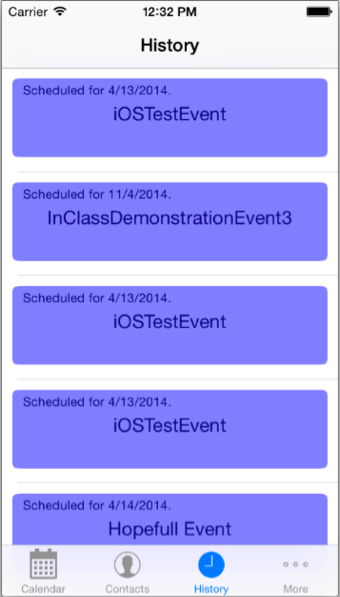 Carrier 12:32 PM
History
Scheduled for 4/13/2014.
iOSTestEvent
Scheduled for 11/4/2014.
InClassDemonstrationEvent3
Scheduled for 4/13/2014.
iOSTestEvent
Scheduled for 4/13/2014.
iOSTestEvent
Scheduled for 4/14/2014.
Hopefull Event
Calendar Contacts History More